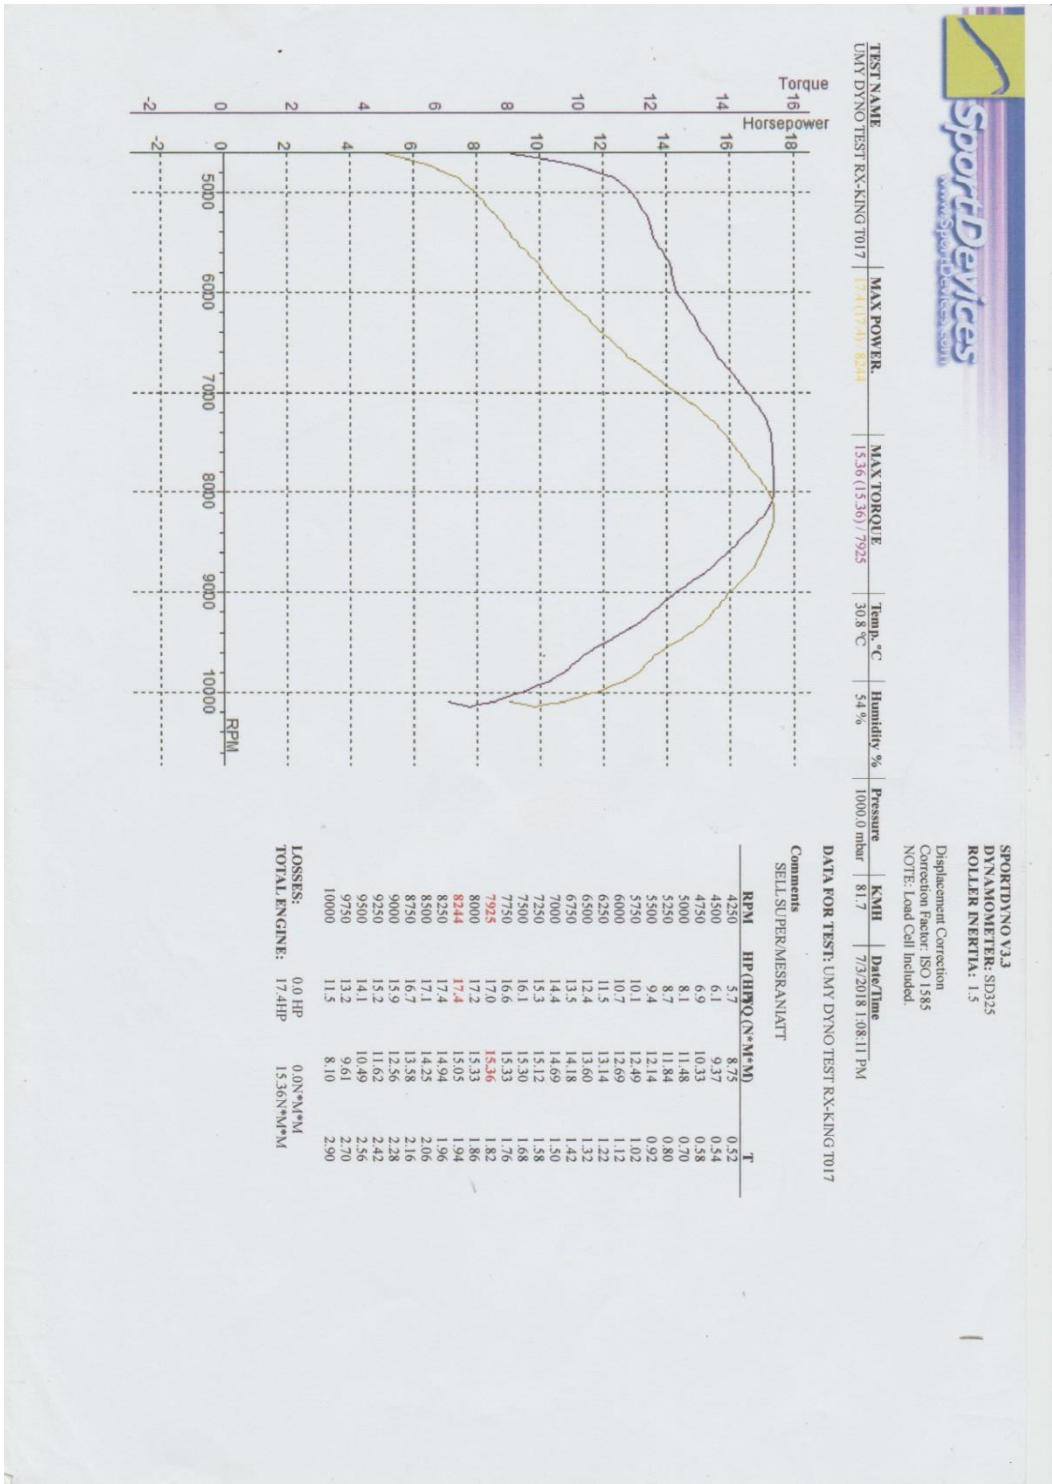 SportDevices
www.SportDevices.com
SPORTDYNO V3.3
DYNAMOMETER: SD325
ROLLER INERTIA: 1.5
Displacement Correction
Correction Factor: ISO 1585
NOTE: Load Cell Included.
TEST NAME MAX POWER. MAX TORQUE Temp. °C Humidity % Pressure KMH Date/Time
UMY DYNO TEST RX-KING T017 17.4 (17.4) / 8244 15.36 (15.36) / 7925 30.8 °C 54 % 1000.0 mbar 81.7 7/3/2018 1:08:11 PM
DATA FOR TEST: UMY DYNO TEST RX-KING T017
Comments
SELL SUPER/MESRANIATT
Torque
Horsepower
16 18
14 16
12 14
10 12
8 10
6 8
4 6
2 4
0 2
-2 0
-2
5000 6000 7000 8000 9000 10000
RPM
RPM HP (HP) TQ (N*M*M) T
4250 5.7 8.75 0.52
4500 6.1 9.37 0.54
4750 6.9 10.33 0.58
5000 8.1 11.48 0.70
5250 8.7 11.84 0.80
5500 9.4 12.14 0.92
5750 10.1 12.49 1.02
6000 10.7 12.69 1.12
6250 11.5 13.14 1.22
6500 12.4 13.60 1.32
6750 13.5 14.18 1.42
7000 14.4 14.69 1.50
7250 15.3 15.12 1.58
7500 16.1 15.30 1.68
7750 16.6 15.33 1.76
7925 17.0 15.36 1.82
8000 17.2 15.33 1.86
8244 17.4 15.05 1.94
8250 17.4 14.94 1.96
8500 17.1 14.25 2.06
8750 16.7 13.58 2.16
9000 15.9 12.56 2.28
9250 15.2 11.62 2.42
9500 14.1 10.49 2.56
9750 13.2 9.61 2.70
10000 11.5 8.10 2.90
LOSSES: 0.0 HP 0.0N*M*M
TOTAL ENGINE: 17.4HP 15.36N*M*M